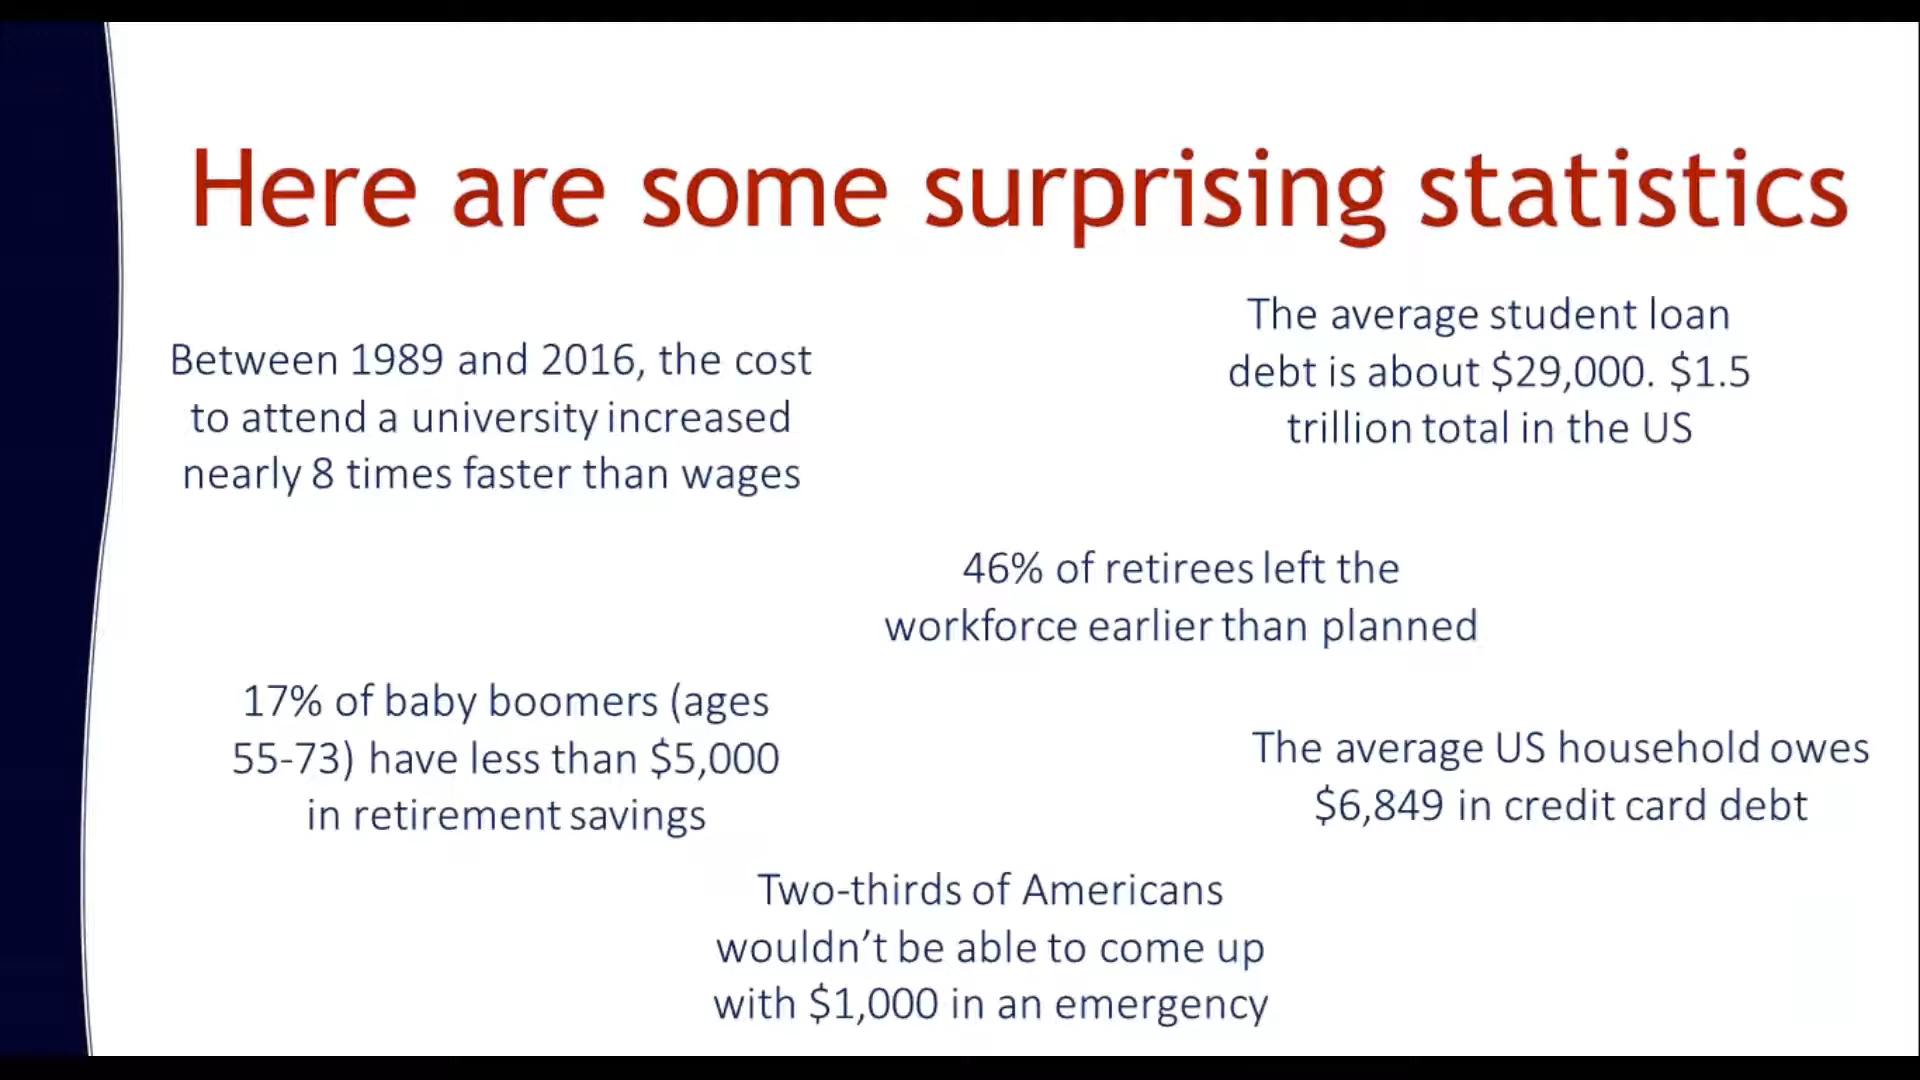 Here are some surprising statistics
Between 1989 and 2016, the cost
to attend a university increased
nearly 8 times faster than wages
The average student loan
debt is about $29,000. $1.5
trillion total in the US
46% of retirees left the
workforce earlier than planned
17% of baby boomers (ages
55-73) have less than $5,000
in retirement savings
The average US household owes
$6,849 in credit card debt
Two-thirds of Americans
wouldn’t be able to come up
with $1,000 in an emergency